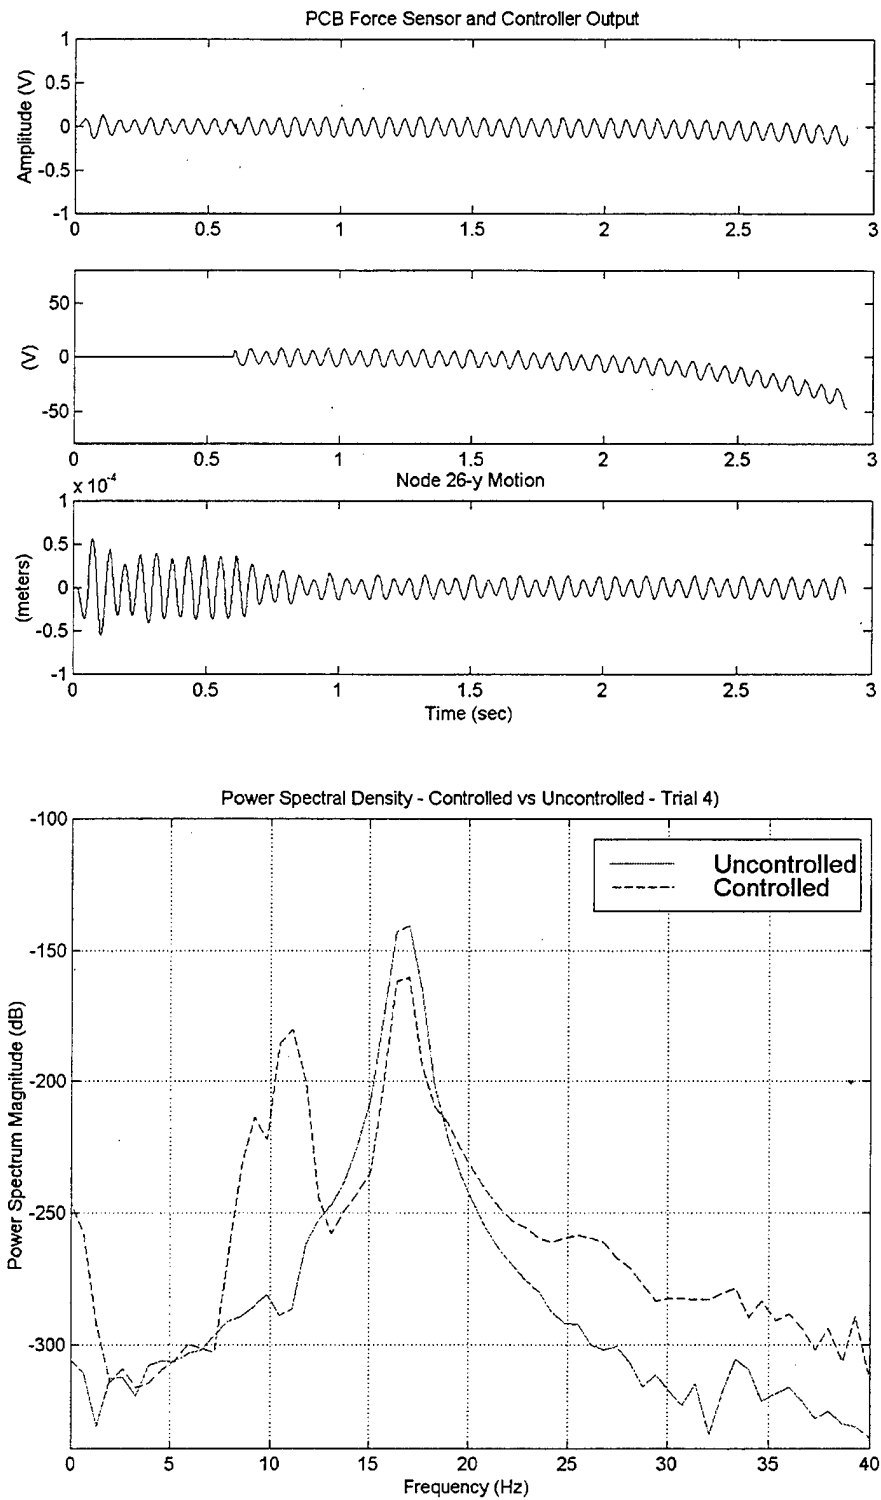 PCB Force Sensor and Controller Output
1
0.5
0
-0.5
-1
Amplitude (V)
0 0.5 1 1.5 2 2.5 3
50
0
-50
(V)
0 0.5 1 1.5 2 2.5 3
x 10^-4
Node 26-y Motion
1
0.5
0
-0.5
-1
(meters)
0 0.5 1 1.5 2 2.5 3
Time (sec)
Power Spectral Density - Controlled vs Uncontrolled - Trial 4)
-100
-150
-200
-250
-300
Power Spectrum Magnitude (dB)
Uncontrolled
Controlled
0 5 10 15 20 25 30 35 40
Frequency (Hz)